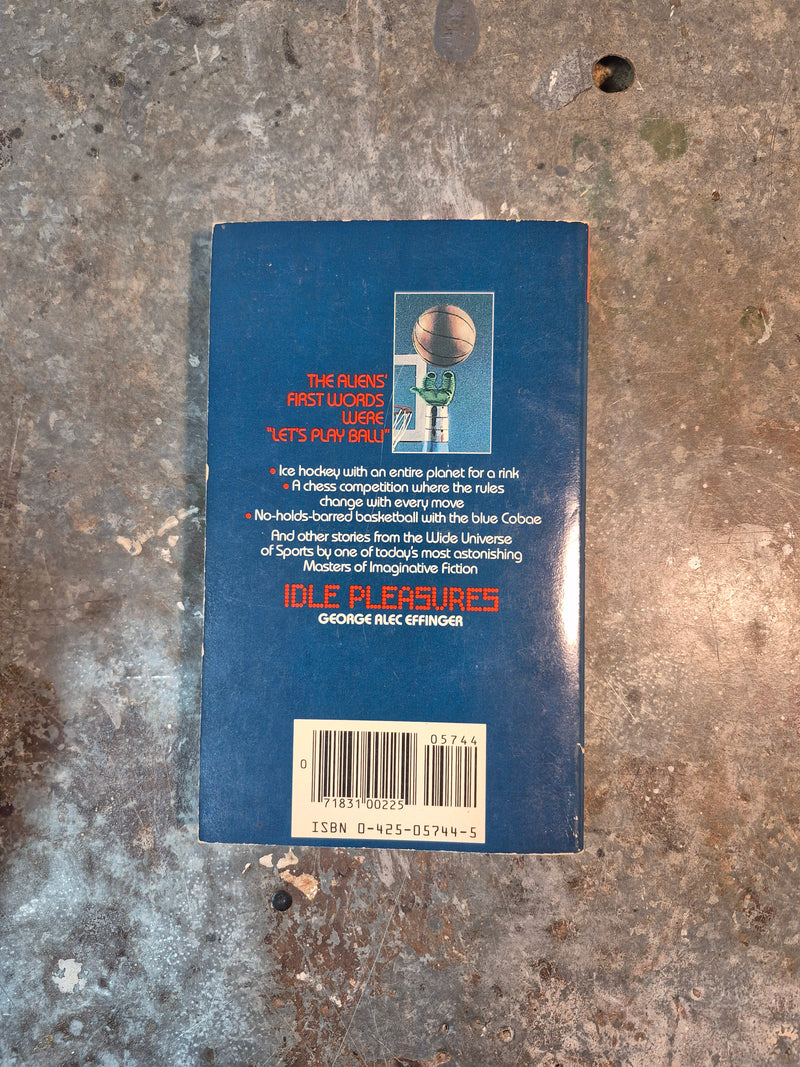 THE ALIENS'
FIRST WORDS
WERE
"LET'S PLAY BALL!"
• Ice hockey with an entire planet for a rink
• A chess competition where the rules
change with every move
• No-holds-barred basketball with the blue Cobae
And other stories from the Wide Universe
of Sports by one of today's most astonishing
Masters of Imaginative Fiction
IDLE PLEASURES
GEORGE ALEC EFFINGER
05744
0
71831 00225
ISBN 0-425-05744-5